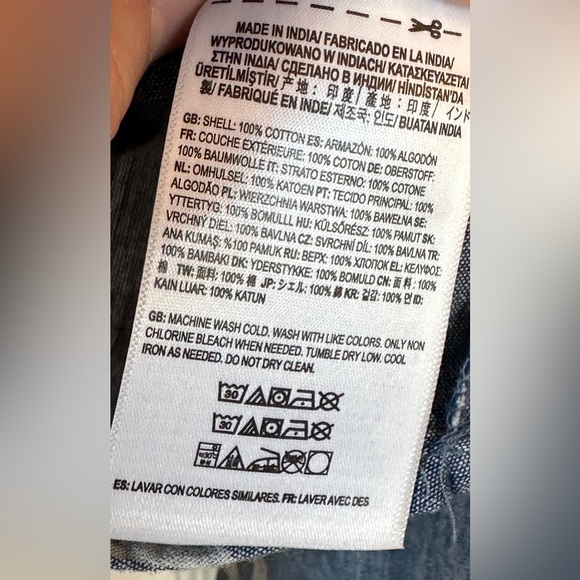 MADE IN INDIA/ FABRICADO EN LA INDIA/
WYPRODUKOWANO W INDIACH/ ΚΑΤΑΣΚΕΥΑΖΕΤΑΙ
ΣΤΗΝ ΙΝΔΙΑ/ СДЕЛАНО В ИНДИИ/ HİNDİSTAN'DA
ÜRETİLMİŞTİR/ 产地: 印度/ 產地: 印度/ インド
製/ FABRIQUÉ EN INDE/ 제조국: 인도/ BUATAN INDIA
GB: SHELL: 100% COTTON ES: ARMAZÓN: 100% ALGODÓN
FR: COUCHE EXTÉRIEURE: 100% COTON DE: OBERSTOFF:
100% BAUMWOLLE IT: STRATO ESTERNO: 100% COTONE
NL: OMHULSEL: 100% KATOEN PT: TECIDO PRINCIPAL: 100%
ALGODÃO PL: WIERZCHNIA WARSTWA: 100% BAWEŁNA SE:
YTTERTYG: 100% BOMULL HU: KÜLSŐRÉSZ: 100% PAMUT SK:
VRCHNÝ DIEL: 100% BAVLNA CZ: SVRCHNÍ DÍL: 100% BAVLNA TR:
ANA KUMAŞ: %100 PAMUK RU: ВЕРХ: 100% ХЛОПОК EL: ΚΕΛΥΦΟΣ:
100% ΒΑΜΒΑΚΙ DK: YDERSTYKKE: 100% BOMULD CN: 面料: 100%
棉 TW: 面料: 100% 棉 JP: シェル: 100% 綿 KR: 겉감: 100% 면 ID:
KAIN LUAR: 100% KATUN
GB: MACHINE WASH COLD. WASH WITH LIKE COLORS. ONLY NON
CHLORINE BLEACH WHEN NEEDED. TUMBLE DRY LOW. COOL
IRON AS NEEDED. DO NOT DRY CLEAN.
30
30
ES: LAVAR CON COLORES SIMILARES. FR: LAVER AVEC DES